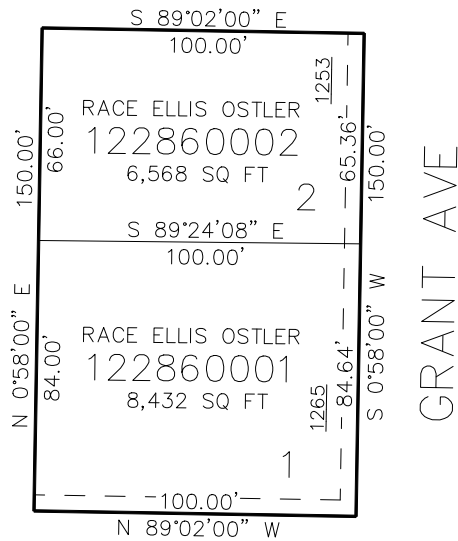 S 89°02'00" E
100.00'
1253
RACE ELLIS OSTLER
122860002
6,568 SQ FT
2
150.00'
66.00'
65.36'
150.00'
S 89°24'08" E
100.00'
GRANT AVE
N 0°58'00" E
84.00'
RACE ELLIS OSTLER
122860001
8,432 SQ FT
1265
84.64'
S 0°58'00" W
1
100.00'
N 89°02'00" W